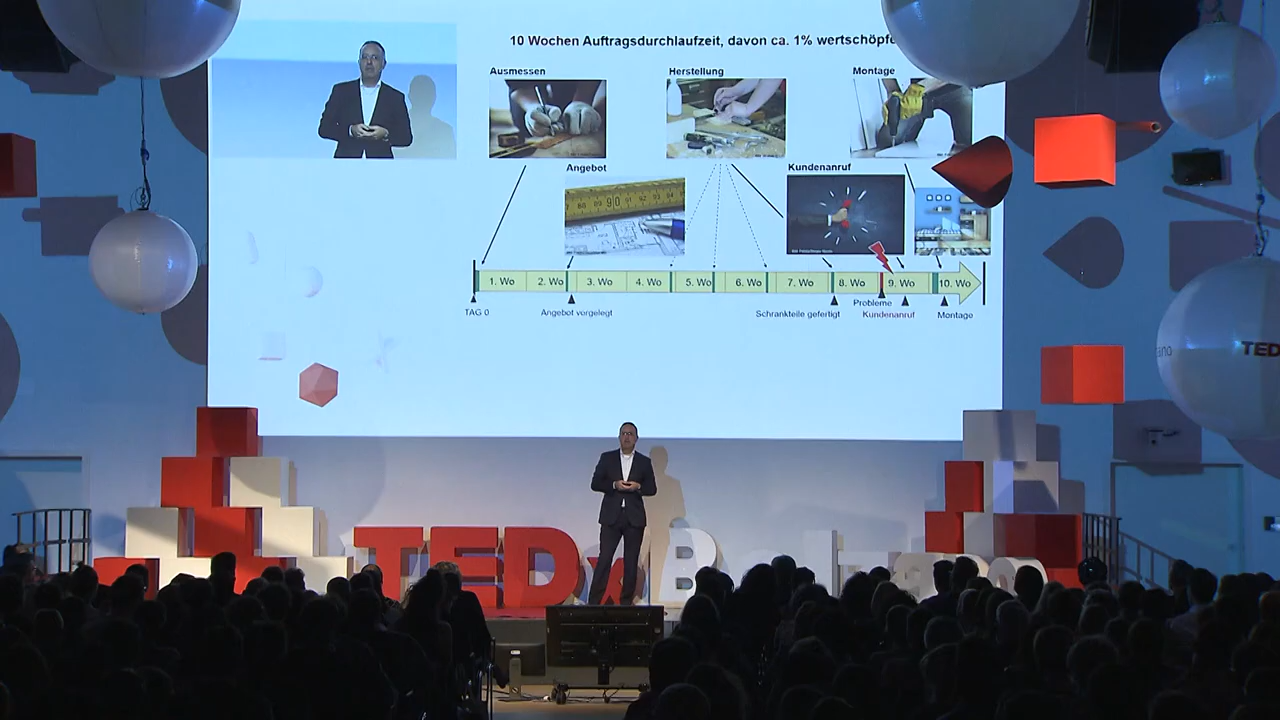 10 Wochen Auftragsdurchlaufzeit, davon ca. 1% wertschöpfe
Ausmessen
Herstellung
Montage
Angebot
Kundenanruf
1. Wo
2. Wo
3. Wo
4. Wo
5. Wo
6. Wo
7. Wo
8. Wo
9. Wo
10. Wo
TAG 0
Angebot vorgelegt
Schrankteile gefertigt
Probleme
Kundenanruf
Montage
TED
TEDx